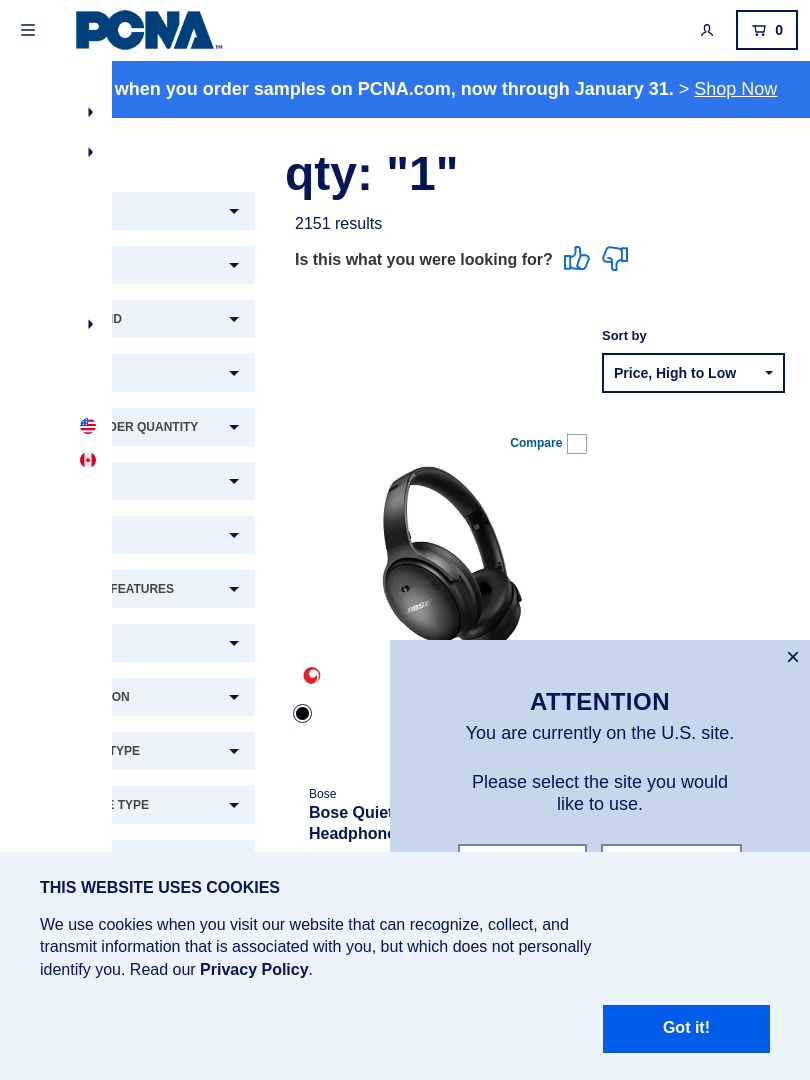 PCNA™
0
when you order samples on PCNA.com, now through January 31. > Shop Now
qty: "1"
2151 results
Is this what you were looking for?
Sort by
Price, High to Low
QUANTITY
FEATURES
TYPE
TYPE
Compare
BOSE
Bose
Bose Quiet
ATTENTION
You are currently on the U.S. site.
Please select the site you would
like to use.
THIS WEBSITE USES COOKIES
We use cookies when you visit our website that can recognize, collect, and
transmit information that is associated with you, but which does not personally
identify you. Read our Privacy Policy.
Got it!